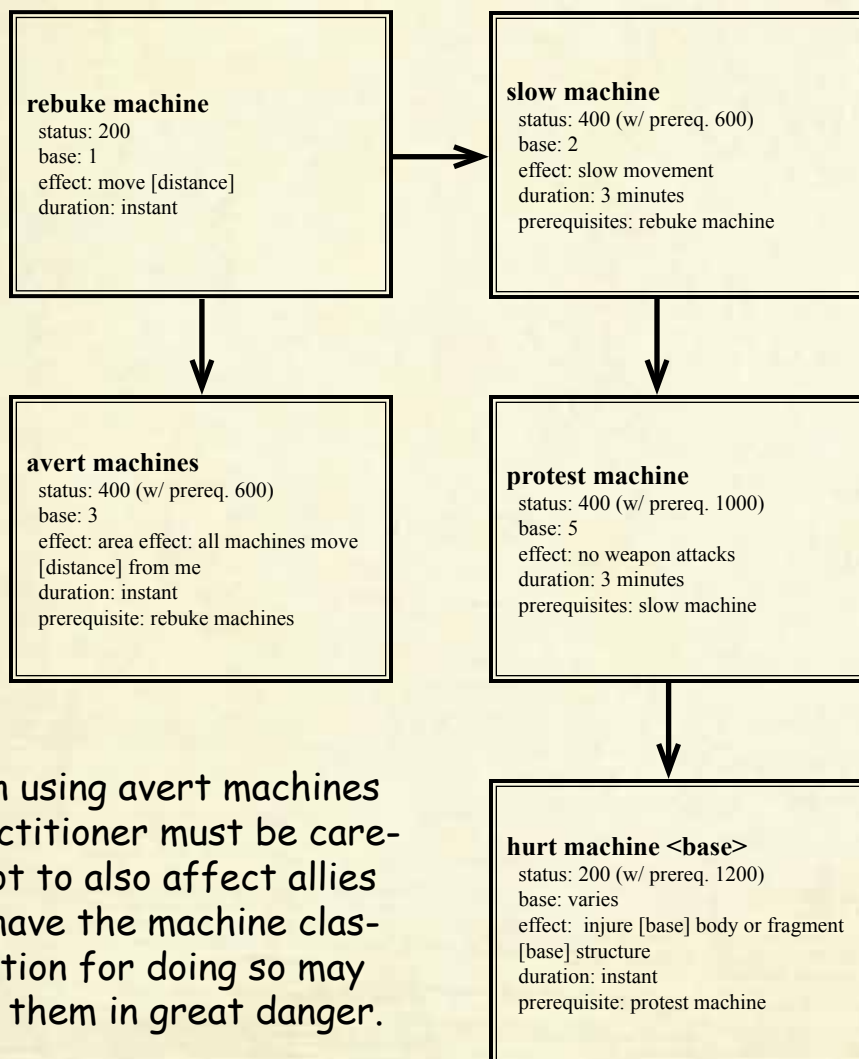 rebuke machine
status: 200
base: 1
effect: move [distance]
duration: instant
slow machine
status: 400 (w/ prereq. 600)
base: 2
effect: slow movement
duration: 3 minutes
prerequisites: rebuke machine
avert machines
status: 400 (w/ prereq. 600)
base: 3
effect: area effect: all machines move
[distance] from me
duration: instant
prerequisite: rebuke machines
protest machine
status: 400 (w/ prereq. 1000)
base: 5
effect: no weapon attacks
duration: 3 minutes
prerequisites: slow machine
using avert machines
ctitioner must be care-
to also affect allies
have the machine clas-
tion for doing so may
them in great danger.
hurt machine <base>
status: 200 (w/ prereq. 1200)
base: varies
effect: injure [base] body or fragment
[base] structure
duration: instant
prerequisite: protest machine